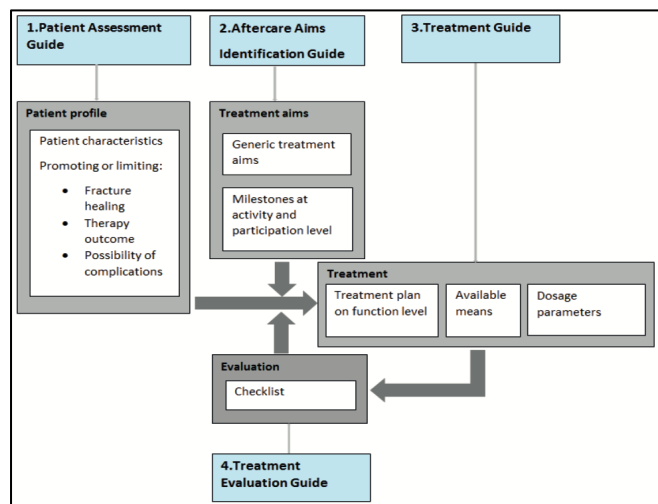 1.Patient Assessment
Guide
2.Aftercare Aims
Identification Guide
3.Treatment Guide
Patient profile
Patient characteristics
Promoting or limiting:
• Fracture
healing
• Therapy
outcome
• Possibility of
complications
Treatment aims
Generic treatment
aims
Milestones at
activity and
participation level
Treatment
Treatment plan
on function level
Available
means
Dosage
parameters
Evaluation
Checklist
4.Treatment
Evaluation Guide